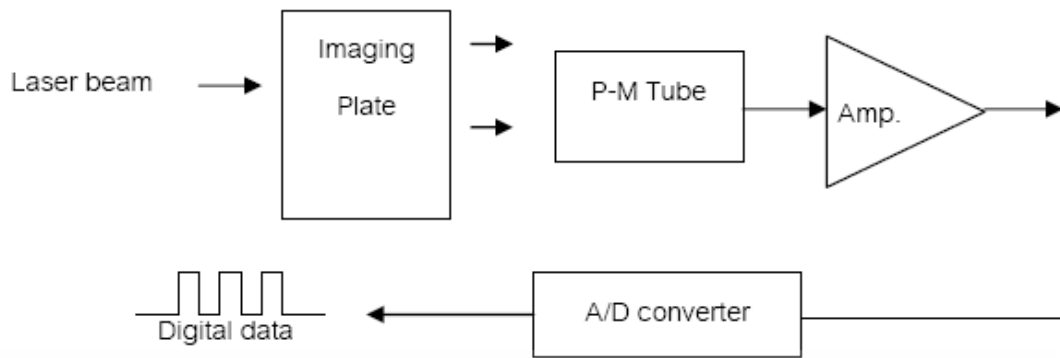 Laser beam
Imaging
Plate
P-M Tube
Amp.
Digital data
A/D converter